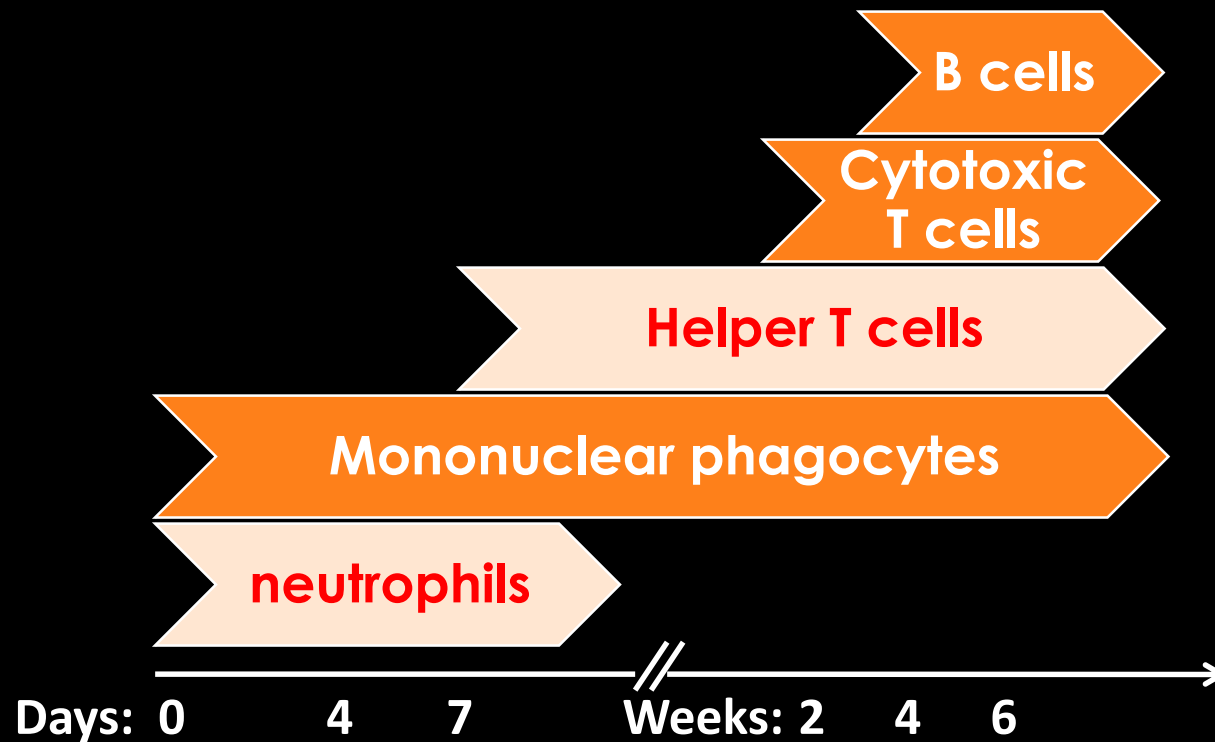 B cells
Cytotoxic
T cells
Helper T cells
Mononuclear phagocytes
neutrophils
Days: 0 4 7 Weeks: 2 4 6